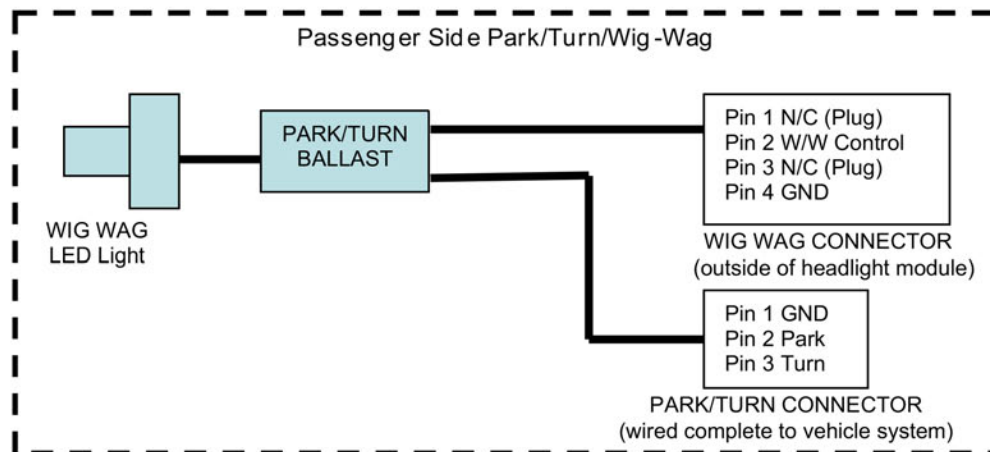 Passenger Side Park/Turn/Wig-Wag
WIG WAG
LED Light
PARK/TURN
BALLAST
Pin 1 N/C (Plug)
Pin 2 W/W Control
Pin 3 N/C (Plug)
Pin 4 GND
WIG WAG CONNECTOR
(outside of headlight module)
Pin 1 GND
Pin 2 Park
Pin 3 Turn
PARK/TURN CONNECTOR
(wired complete to vehicle system)